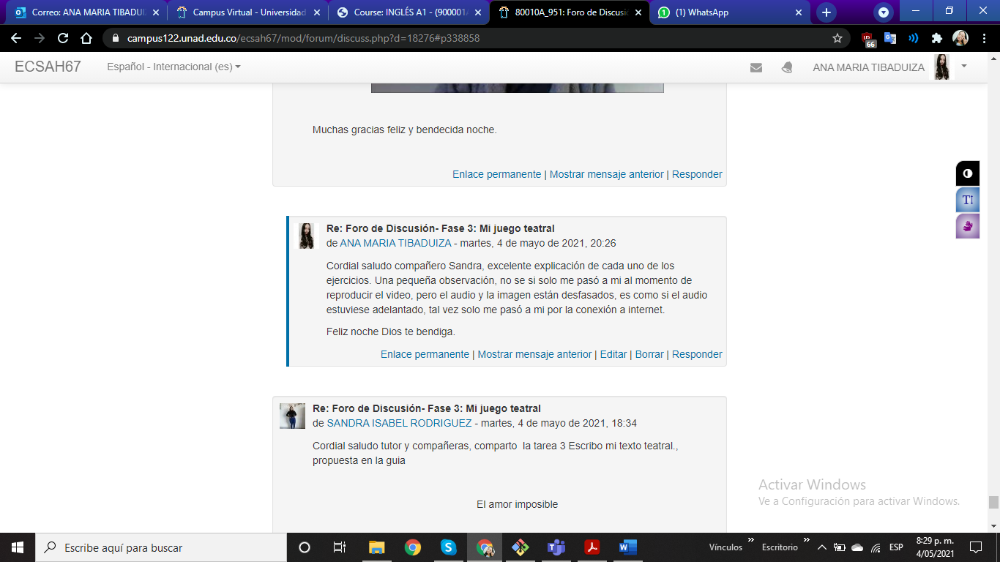 Correo: ANA MARIA TIBADUI
Campus Virtual - Universidad
Course: INGLÉS A1 - (900001A
80010A_951: Foro de Discusi
(1) WhatsApp
campus122.unad.edu.co/ecsah67/mod/forum/discuss.php?d=18276#p338858
66
ECSAH67
Español - Internacional (es)
ANA MARIA TIBADUIZA
Muchas gracias feliz y bendecida noche.
Enlace permanente | Mostrar mensaje anterior | Responder
Re: Foro de Discusión- Fase 3: Mi juego teatral
de ANA MARIA TIBADUIZA - martes, 4 de mayo de 2021, 20:26
Cordial saludo compañero Sandra, excelente explicación de cada uno de los
ejercicios. Una pequeña observación, no se si solo me pasó a mi al momento de
reproducir el video, pero el audio y la imagen están desfasados, es como si el audio
estuviese adelantado, tal vez solo me pasó a mi por la conexión a internet.
Feliz noche Dios te bendiga.
Enlace permanente | Mostrar mensaje anterior | Editar | Borrar | Responder
Re: Foro de Discusión- Fase 3: Mi juego teatral
de SANDRA ISABEL RODRIGUEZ - martes, 4 de mayo de 2021, 18:34
Cordial saludo tutor y compañeras, comparto la tarea 3 Escribo mi texto teatral.,
propuesta en la guia
El amor imposible
Activar Windows
Ve a Configuración para activar Windows.
Escribe aquí para buscar
Vínculos
Escritorio
ESP
8:29 p. m.
4/05/2021